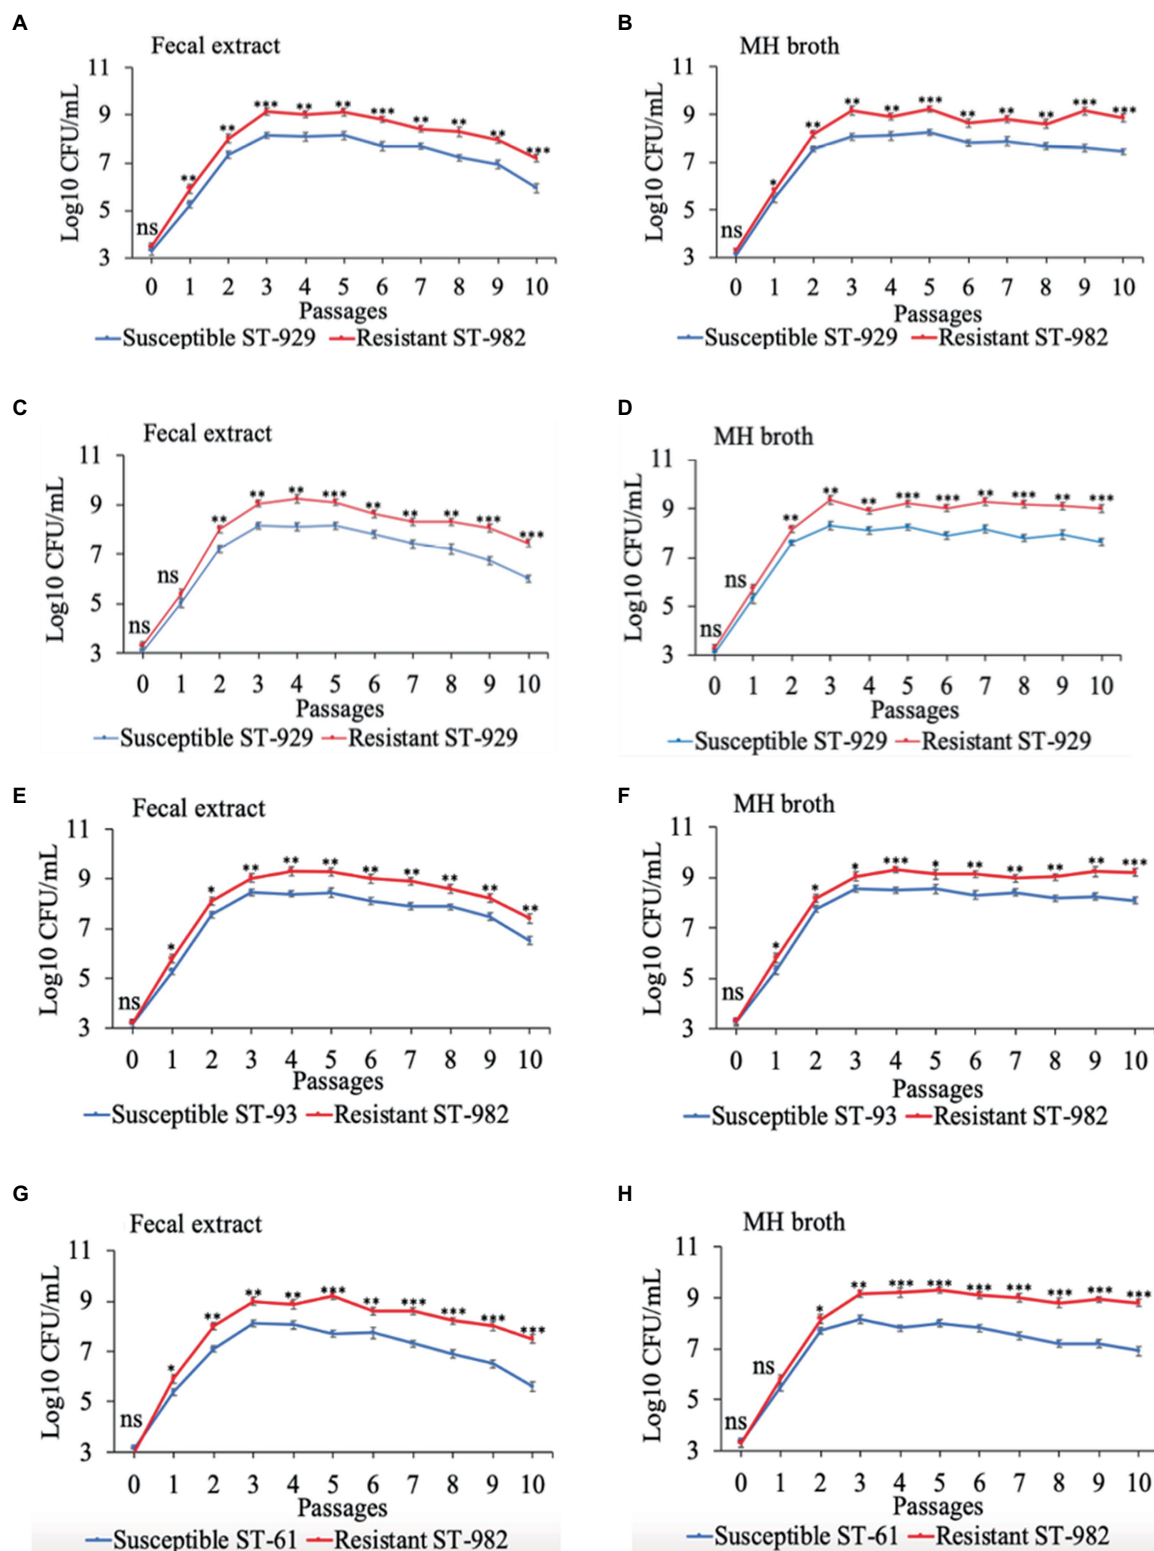 A
B
Fecal extract
MH broth
11
9
7
5
3
Log10 CFU/mL
ns
**
**
***
**
**
***
**
**
**
***
0 1 2 3 4 5 6 7 8 9 10
Passages
Susceptible ST-929 Resistant ST-982
11
9
7
5
3
Log10 CFU/mL
ns
*
**
**
**
***
**
**
**
***
***
0 1 2 3 4 5 6 7 8 9 10
Passages
Susceptible ST-929 Resistant ST-982
C
D
Fecal extract
MH broth
11
9
7
5
3
Log10 CFU/mL
ns
ns
**
**
**
***
**
**
**
***
***
0 1 2 3 4 5 6 7 8 9 10
Passages
Susceptible ST-929 Resistant ST-929
11
9
7
5
3
Log10 CFU/mL
ns
ns
**
**
**
***
***
**
***
**
***
0 1 2 3 4 5 6 7 8 9 10
Passages
Susceptible ST-929 Resistant ST-929
E
F
Fecal extract
MH broth
11
9
7
5
3
Log10 CFU/mL
ns
*
*
**
**
**
**
**
**
**
**
0 1 2 3 4 5 6 7 8 9 10
Passages
Susceptible ST-93 Resistant ST-982
11
9
7
5
3
Log10 CFU/mL
ns
*
*
*
***
*
**
**
**
**
***
0 1 2 3 4 5 6 7 8 9 10
Passages
Susceptible ST-93 Resistant ST-982
G
H
Fecal extract
MH broth
11
9
7
5
3
Log10 CFU/mL
ns
*
**
**
**
***
**
***
***
***
***
0 1 2 3 4 5 6 7 8 9 10
Passages
Susceptible ST-61 Resistant ST-982
11
9
7
5
3
Log10 CFU/mL
ns
ns
*
**
***
***
***
***
***
***
***
0 1 2 3 4 5 6 7 8 9 10
Passages
Susceptible ST-61 Resistant ST-982